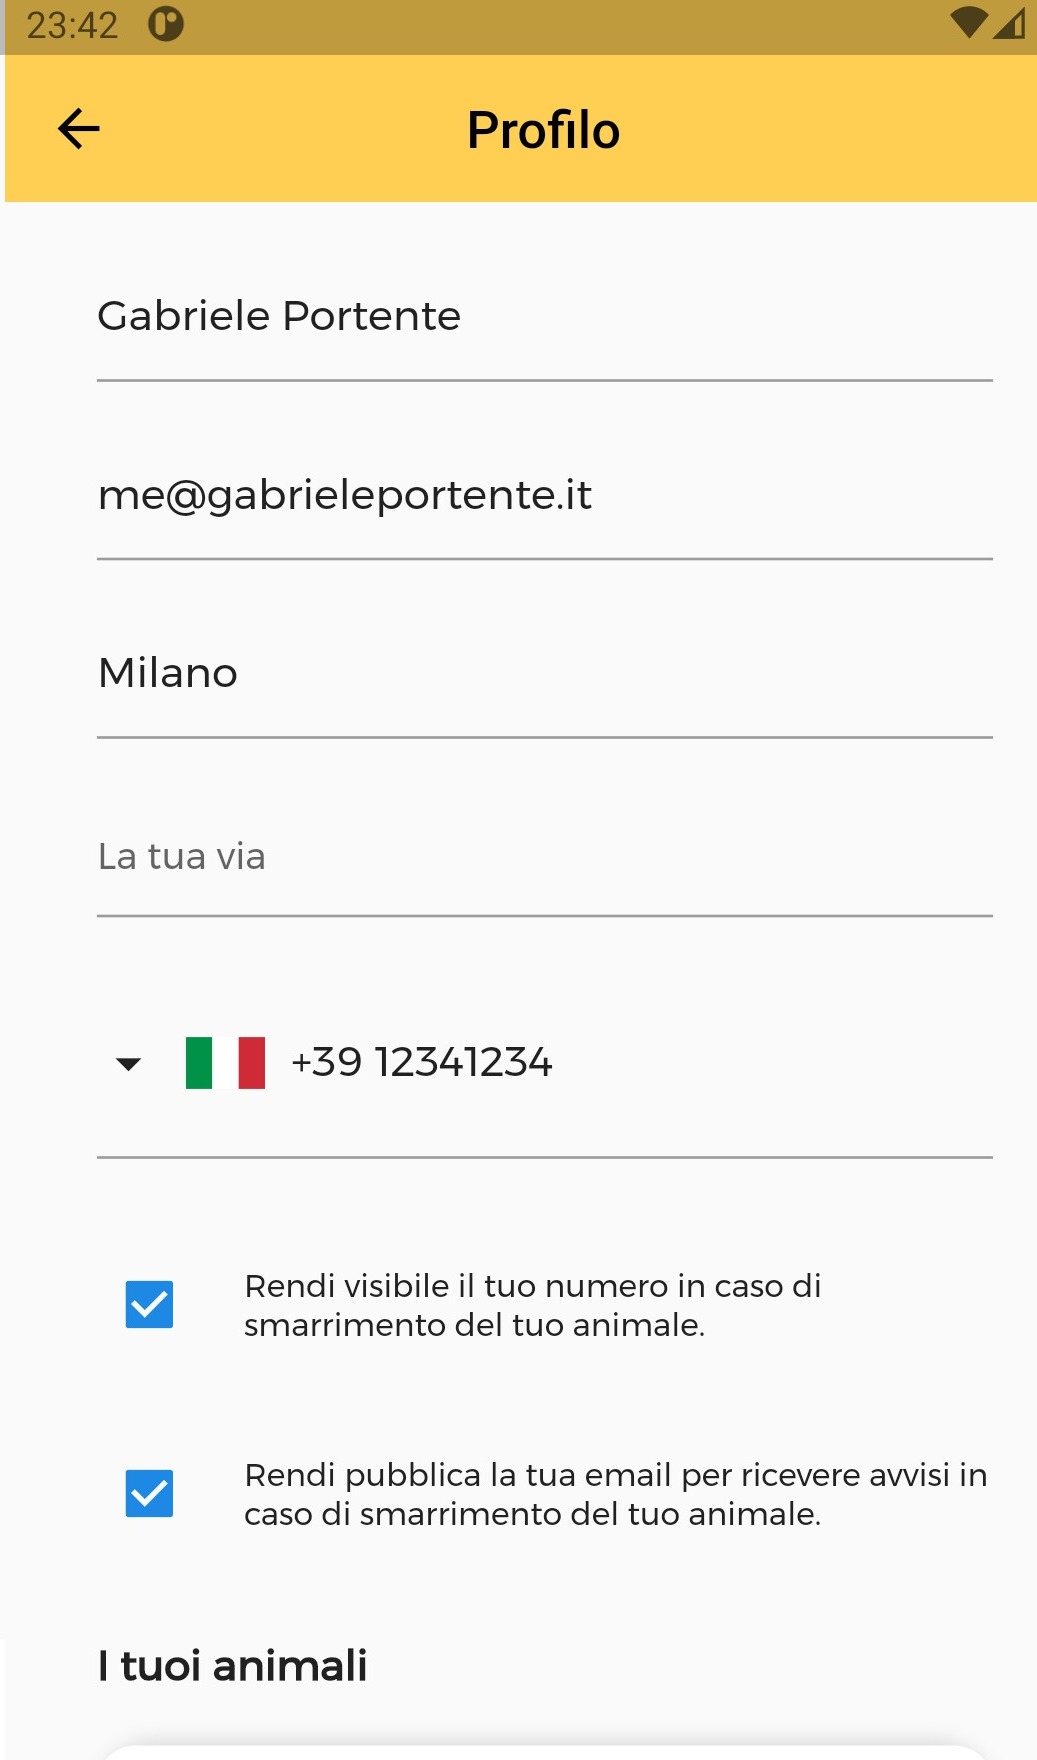 23:42
Profilo
Gabriele Portente
me@gabrieleportente.it
Milano
La tua via
+39 12341234
Rendi visibile il tuo numero in caso di
smarrimento del tuo animale.
Rendi pubblica la tua email per ricevere avvisi in
caso di smarrimento del tuo animale.
I tuoi animali